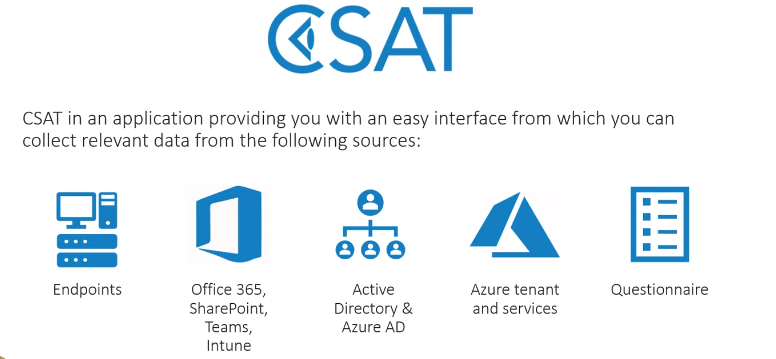 CSAT
CSAT in an application providing you with an easy interface from which you can
collect relevant data from the following sources:
Endpoints
Office 365,
SharePoint,
Teams,
Intune
Active
Directory &
Azure AD
Azure tenant
and services
Questionnaire